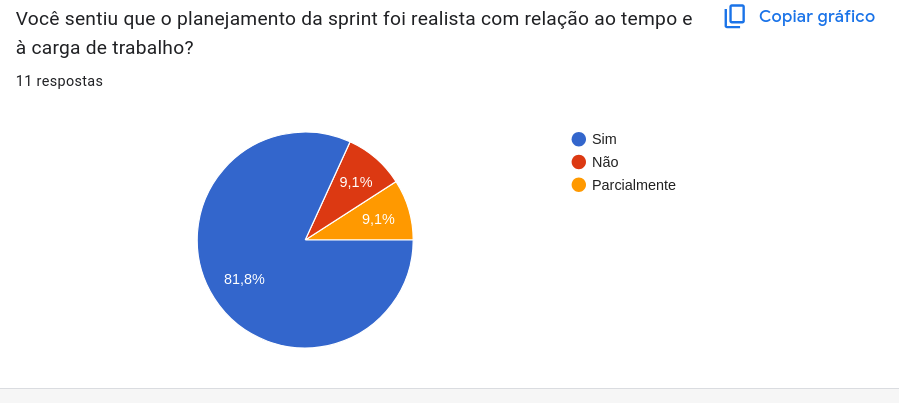 Você sentiu que o planejamento da sprint foi realista com relação ao tempo e
à carga de trabalho?
Copiar gráfico
11 respostas
Sim
Não
Parcialmente
9,1%
9,1%
81,8%